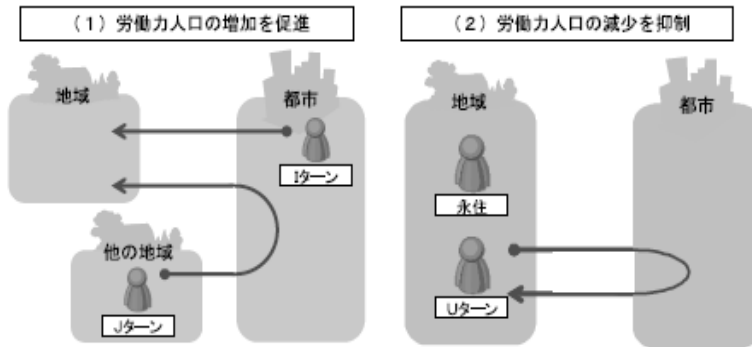 （１）労働力人口の増加を促進
地域
都市
Iターン
他の地域
Jターン
（２）労働力人口の減少を抑制
地域
都市
永住
Uターン